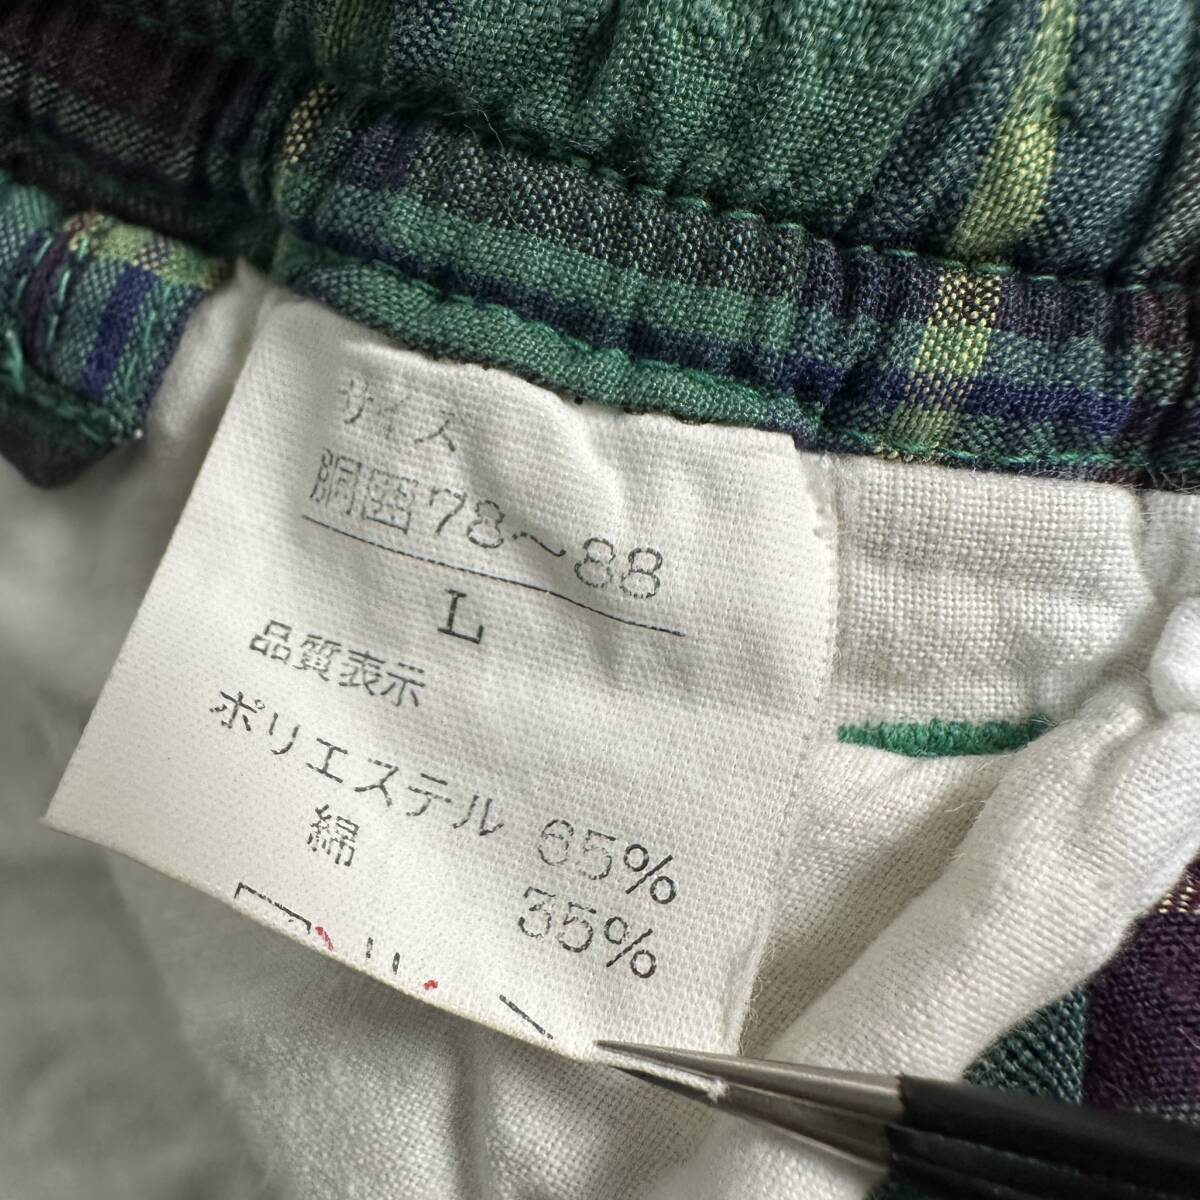 サイズ
胴囲78～88
L
品質表示
ポリエステル 65%
綿 35%